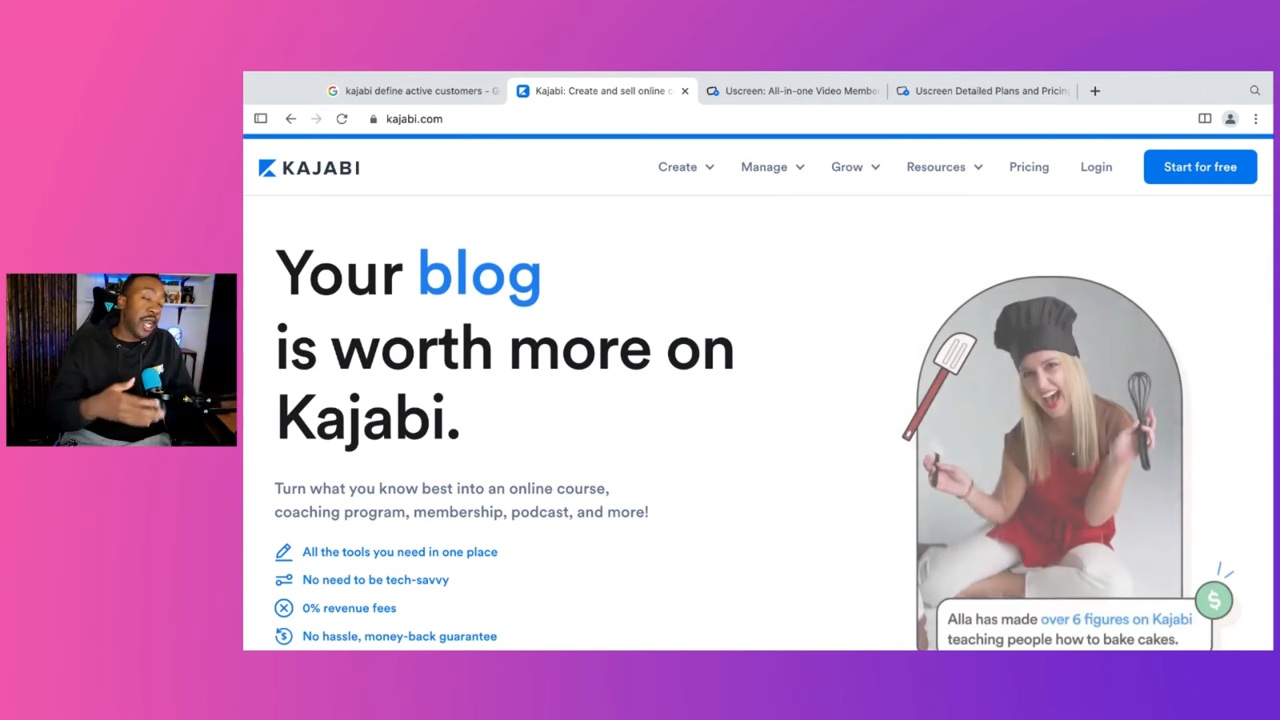 kajabi define active customers - G
Kajabi: Create and sell online c
Uscreen: All-in-one Video Membe
Uscreen Detailed Plans and Pricing
kajabi.com
KAJABI
Create
Manage
Grow
Resources
Pricing
Login
Start for free
Your blog
is worth more on
Kajabi.
Turn what you know best into an online course,
coaching program, membership, podcast, and more!
All the tools you need in one place
No need to be tech-savvy
0% revenue fees
No hassle, money-back guarantee
$
Alla has made over 6 figures on Kajabi
teaching people how to bake cakes.